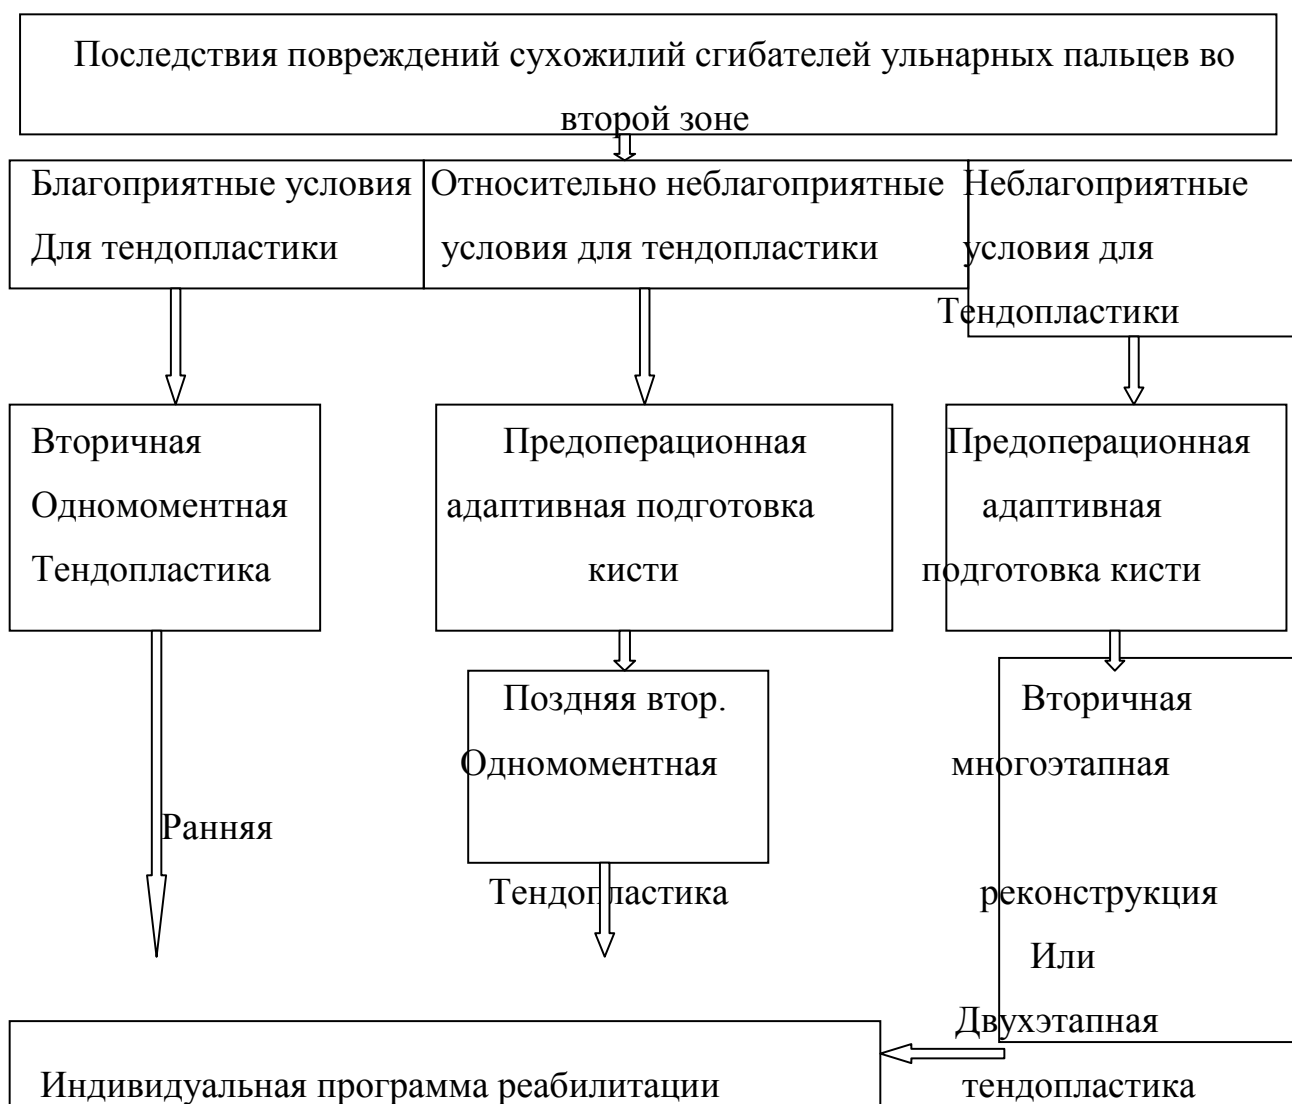 Последствия повреждений сухожилий сгибателей ульнарных пальцев во
второй зоне
Благоприятные условия
Для тендопластики
Относительно неблагоприятные
условия для тендопластики
Неблагоприятные
условия для
Тендопластики
Вторичная
Одномоментная
Тендопластика
Предоперационная
адаптивная подготовка
кисти
Предоперационная
адаптивная
подготовка кисти
Ранняя
Поздняя втор.
Одномоментная
Тендопластика
Вторичная
многоэтапная
реконструкция
Или
Двухэтапная
тендопластика
Индивидуальная программа реабилитации